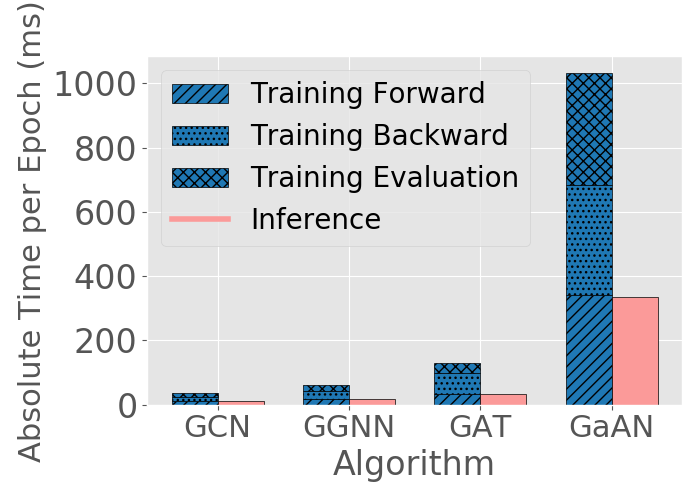 Absolute Time per Epoch (ms)
1000
800
600
400
200
0
Training Forward
Training Backward
Training Evaluation
Inference
GCN GGNN GAT GaAN
Algorithm